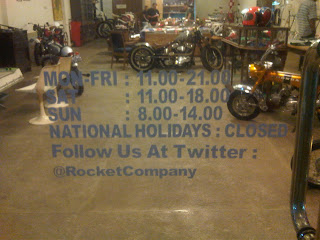 MON-FRI : 11.00-21.00
SAT : 11.00-18.00
SUN : 8.00-14.00
NATIONAL HOLIDAYS : CLOSED
Follow Us At Twitter :
@RocketCompany